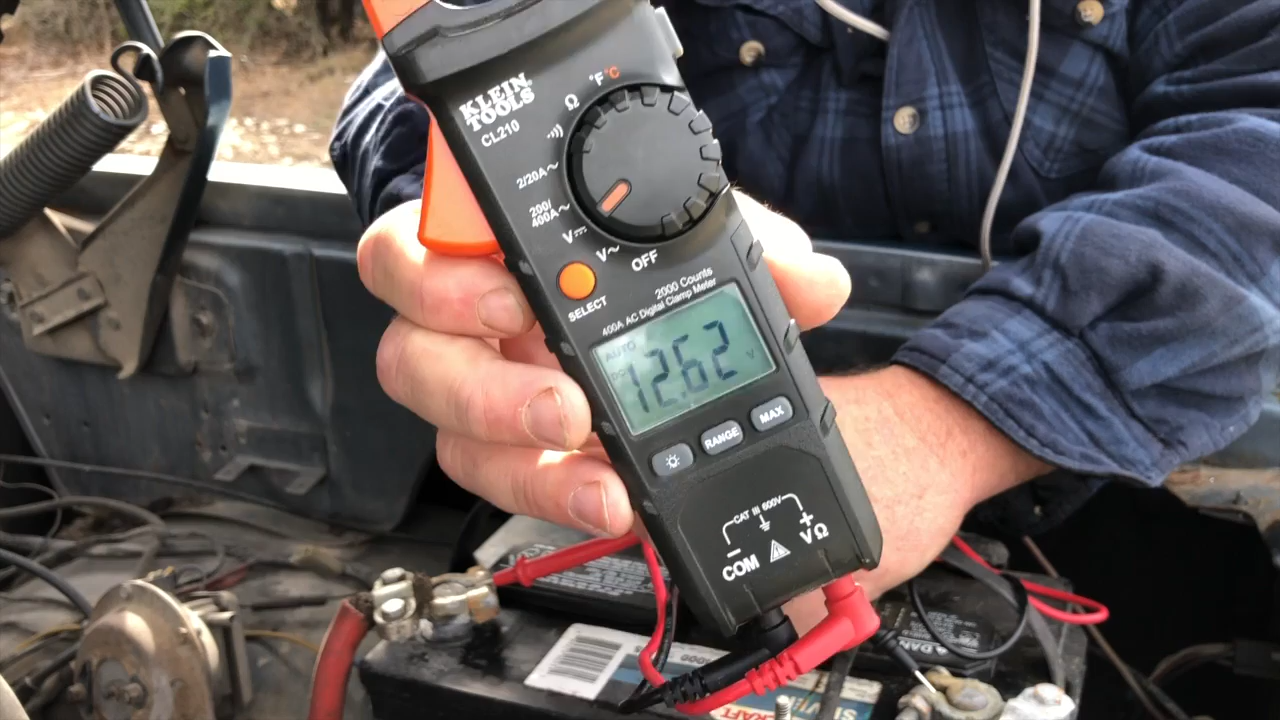 KLEIN
TOOLS
CL210
°F°C
Ω
2/20A~
200/
400A~
V⎓
V~
OFF
SELECT
2000 Counts
400A AC Digital Clamp Meter
AUTO
DC
12.62
V
RANGE
MAX
CAT III 600V
− +
COM
VΩ